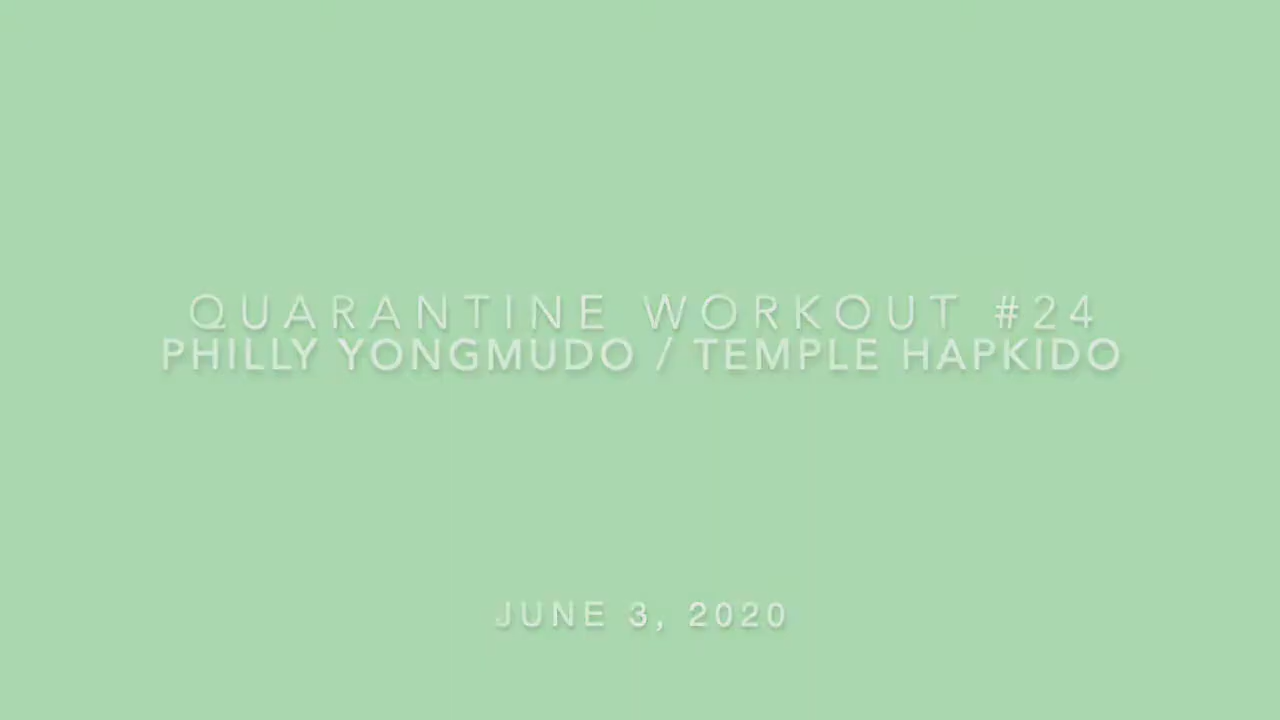 QUARANTINE WORKOUT #24
PHILLY YONGMUDO / TEMPLE HAPKIDO
JUNE 3, 2020